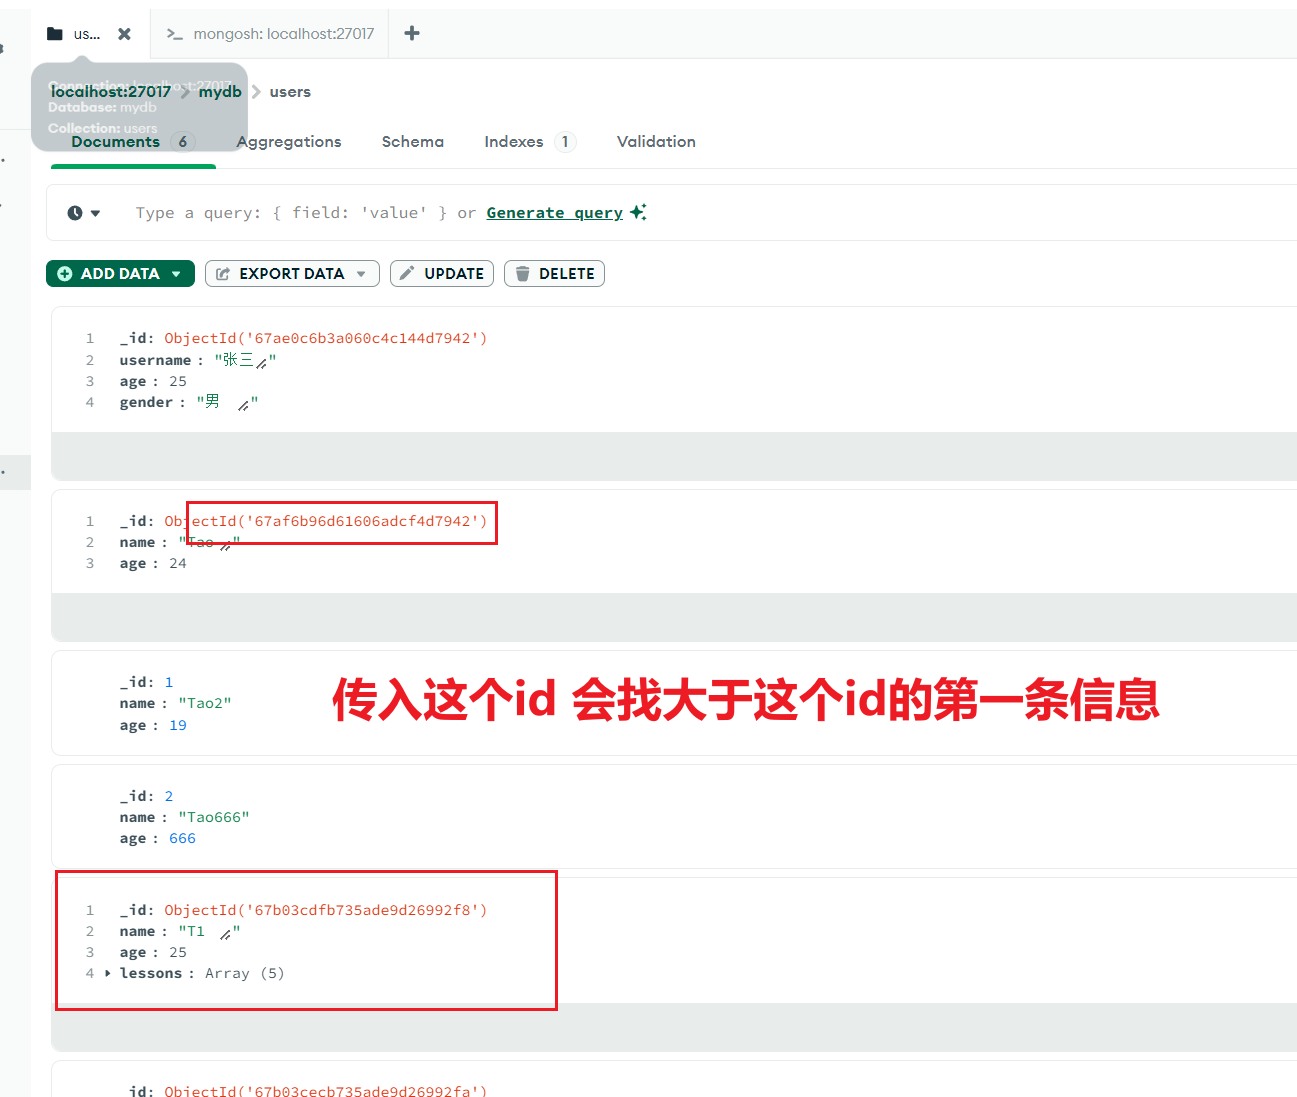 us...
mongosh: localhost:27017
Connection: localhost:27017
localhost:27017 > mydb > users
Database: mydb
Collection: users
Documents 6 Aggregations Schema Indexes 1 Validation
Type a query: { field: 'value' } or Generate query
ADD DATA EXPORT DATA UPDATE DELETE
1 _id: ObjectId('67ae0c6b3a060c4c144d7942')
2 username : "张三"
3 age : 25
4 gender : "男"
1 _id: ObjectId('67af6b96d61606adcf4d7942')
2 name : "Tao"
3 age : 24
_id: 1
name : "Tao2"
age : 19
传入这个id 会找大于这个id的第一条信息
_id: 2
name : "Tao666"
age : 666
1 _id: ObjectId('67b03cdfb735ade9d26992f8')
2 name : "T1"
3 age : 25
4 lessons : Array (5)
_id: ObjectId('67b03cecb735ade9d26992fa')